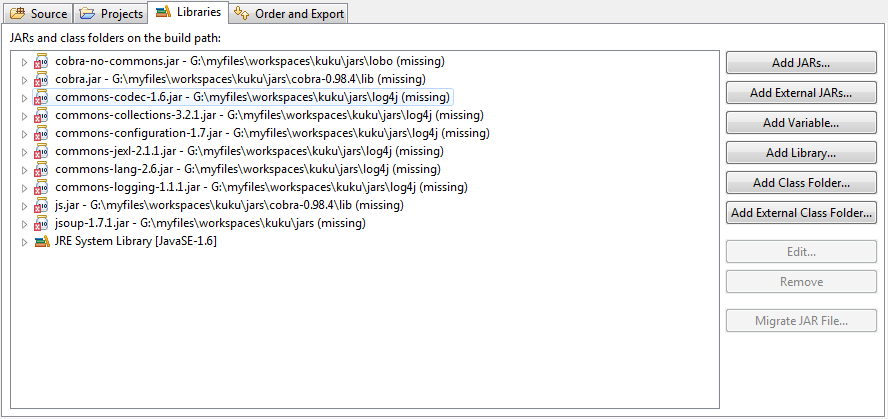 Source Projects Libraries Order and Export
JARs and class folders on the build path:
cobra-no-commons.jar - G:\myfiles\workspaces\kuku\jars\lobo (missing)
cobra.jar - G:\myfiles\workspaces\kuku\jars\cobra-0.98.4\lib (missing)
commons-codec-1.6.jar - G:\myfiles\workspaces\kuku\jars\log4j (missing)
commons-collections-3.2.1.jar - G:\myfiles\workspaces\kuku\jars\log4j (missing)
commons-configuration-1.7.jar - G:\myfiles\workspaces\kuku\jars\log4j (missing)
commons-jexl-2.1.1.jar - G:\myfiles\workspaces\kuku\jars\log4j (missing)
commons-lang-2.6.jar - G:\myfiles\workspaces\kuku\jars\log4j (missing)
commons-logging-1.1.1.jar - G:\myfiles\workspaces\kuku\jars\log4j (missing)
js.jar - G:\myfiles\workspaces\kuku\jars\cobra-0.98.4\lib (missing)
jsoup-1.7.1.jar - G:\myfiles\workspaces\kuku\jars (missing)
JRE System Library [JavaSE-1.6]
Add JARs...
Add External JARs...
Add Variable...
Add Library...
Add Class Folder...
Add External Class Folder...
Edit...
Remove
Migrate JAR File...